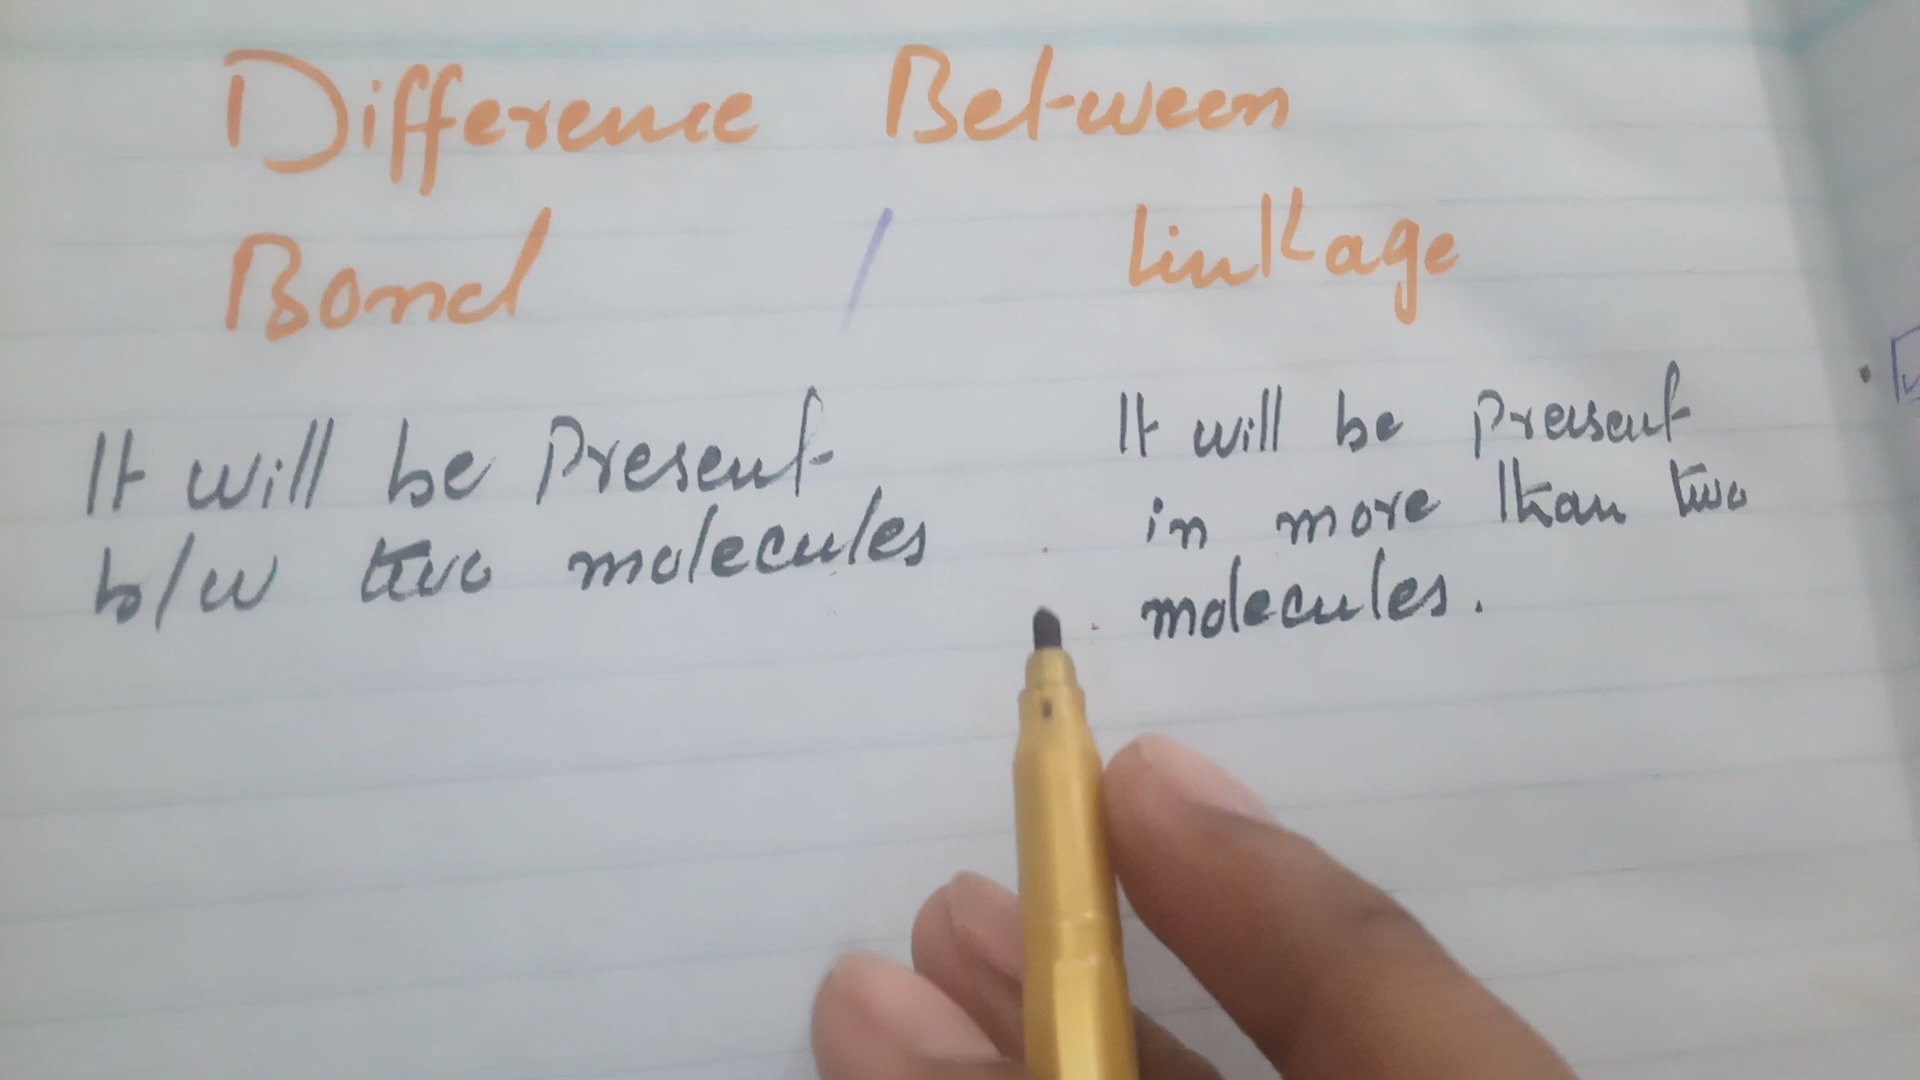 Difference Between
Bond / Linkage
It will be Present
b/w two molecules
It will be Present
in more than two
molecules.